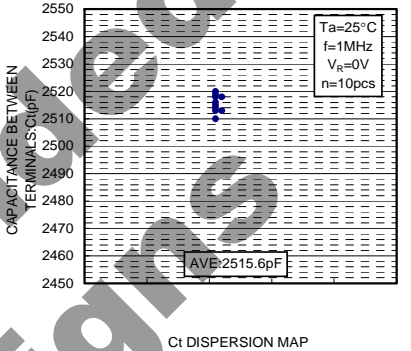 2550
2540
2530
2520
2510
2500
2490
2480
2470
2460
2450
CAPACITANCE BETWEEN
TERMINALS:Ct(pF)
Ta=25°C
f=1MHz
VR=0V
n=10pcs
AVE:2515.6pF
Ct DISPERSION MAP